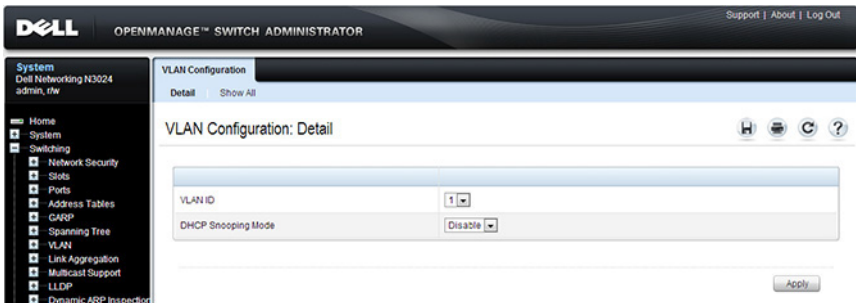 Support | About | Log Out
DELL OPENMANAGE™ SWITCH ADMINISTRATOR
System
Dell Networking N3024
admin, r/w
Home
System
Switching
Network Security
Slots
Ports
Address Tables
GARP
Spanning Tree
VLAN
Link Aggregation
Multicast Support
LLDP
Dynamic ARP Inspection
VLAN Configuration
Detail Show All
VLAN Configuration: Detail
VLAN ID 1
DHCP Snooping Mode Disable
Apply